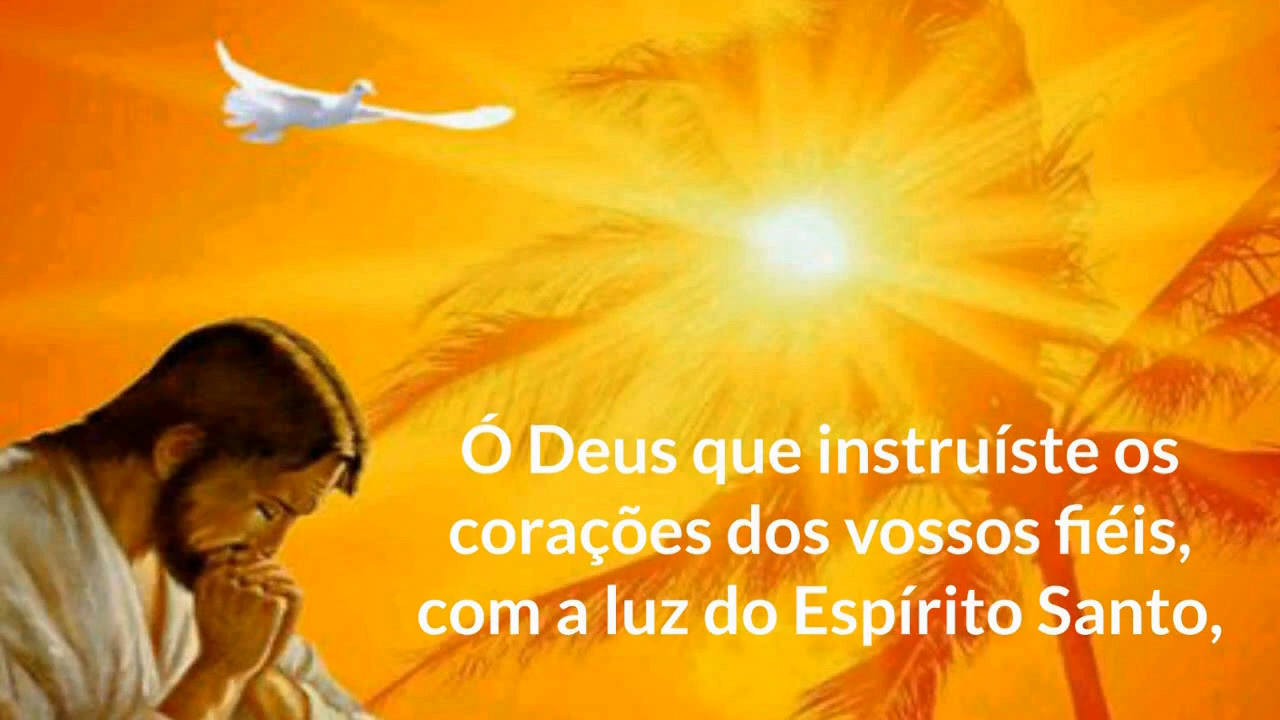 Ó Deus que instruíste os
corações dos vossos fiéis,
com a luz do Espírito Santo,